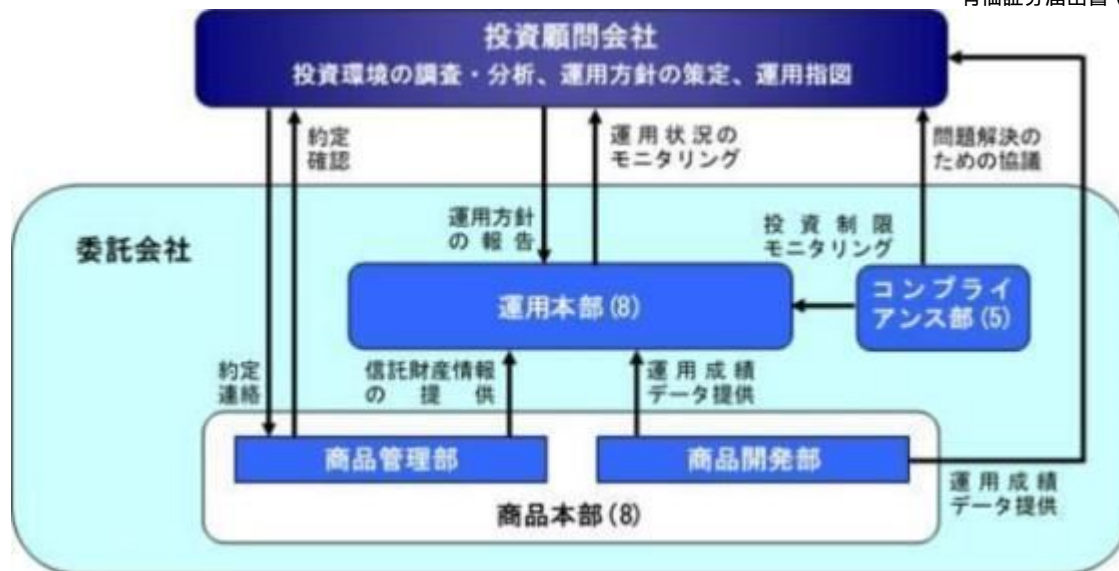 投資顧問会社
投資環境の調査・分析、運用方針の策定、運用指図
約定
確認
運用状況の
モニタリング
問題解決の
ための協議
運用方針
の報告
投資制限
モニタリング
委託会社
運用本部(8)
コンプライ
アンス部(5)
約定
連絡
信託財産情報
の提供
運用成績
データ提供
商品管理部
商品開発部
運用成績
データ提供
商品本部(8)